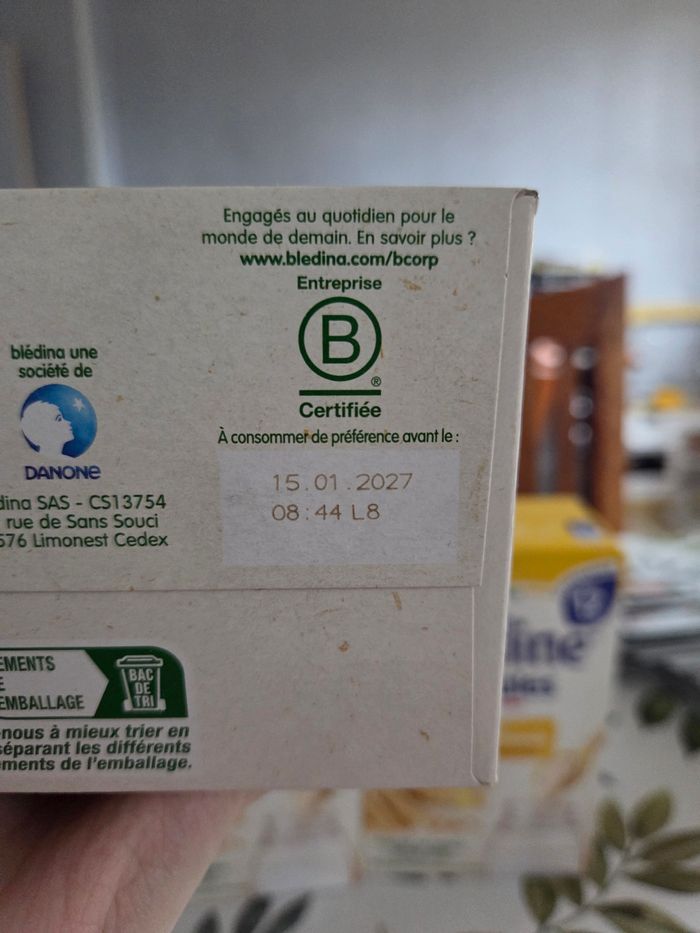 Engagés au quotidien pour le
monde de demain. En savoir plus ?
www.bledina.com/bcorp
Entreprise
B
®
Certifiée
blédina une
société de
DANONE
dina SAS - CS13754
rue de Sans Souci
576 Limonest Cedex
À consommer de préférence avant le :
15.01.2027
08:44 L8
EMENTS
E
EMBALLAGE
BAC
DE
TRI
-nous à mieux trier en
séparant les différents
ments de l'emballage.
ine